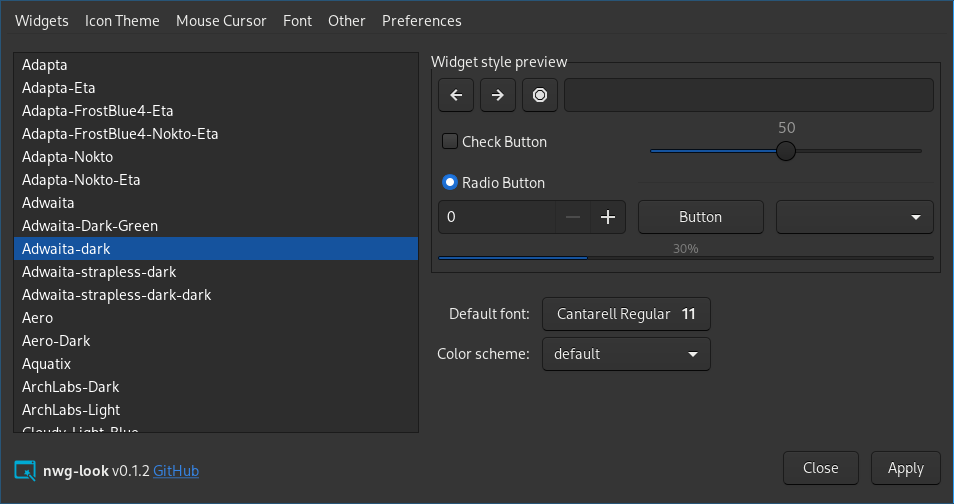 Widgets Icon Theme Mouse Cursor Font Other Preferences
Adapta
Adapta-Eta
Adapta-FrostBlue4-Eta
Adapta-FrostBlue4-Nokto-Eta
Adapta-Nokto
Adapta-Nokto-Eta
Adwaita
Adwaita-Dark-Green
Adwaita-dark
Adwaita-strapless-dark
Adwaita-strapless-dark-dark
Aero
Aero-Dark
Aquatix
ArchLabs-Dark
ArchLabs-Light
Cloudy-Light-Blue
Widget style preview
50
Check Button
Radio Button
0
Button
30%
Default font: Cantarell Regular 11
Color scheme: default
nwg-look v0.1.2 GitHub
Close Apply